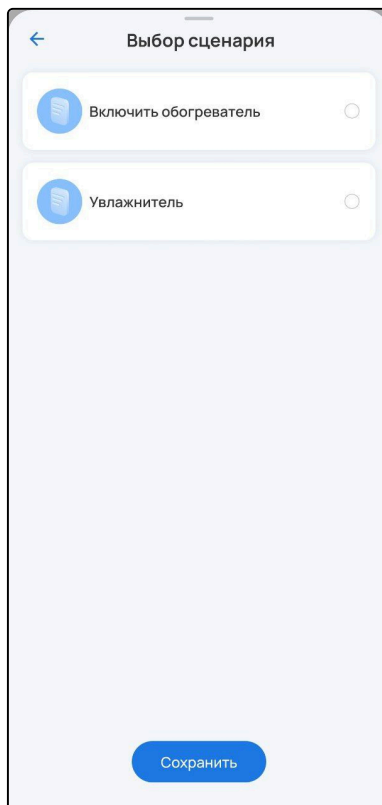 Выбор сценария
Включить обогреватель
Увлажнитель
Сохранить